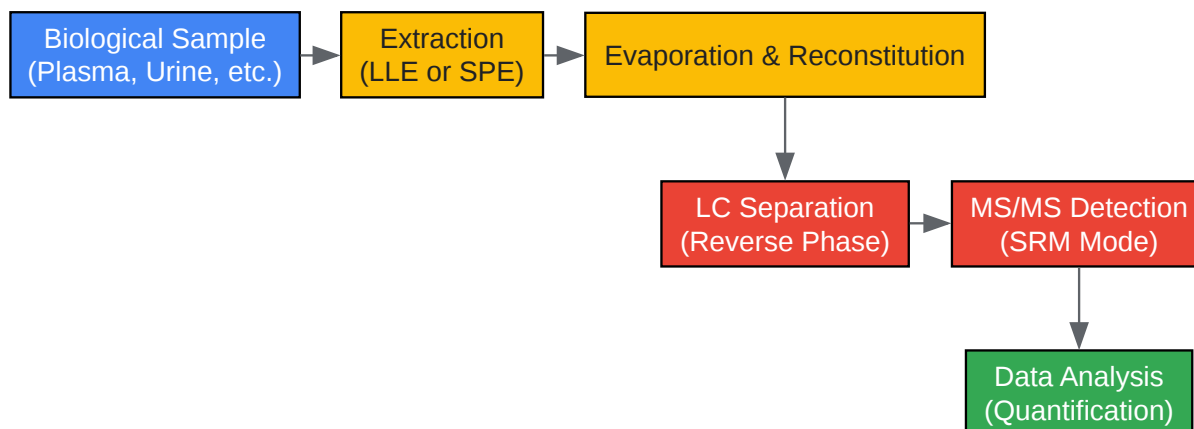 Biological Sample
(Plasma, Urine, etc.)
Extraction
(LLE or SPE)
Evaporation & Reconstitution
LC Separation
(Reverse Phase)
MS/MS Detection
(SRM Mode)
Data Analysis
(Quantification)